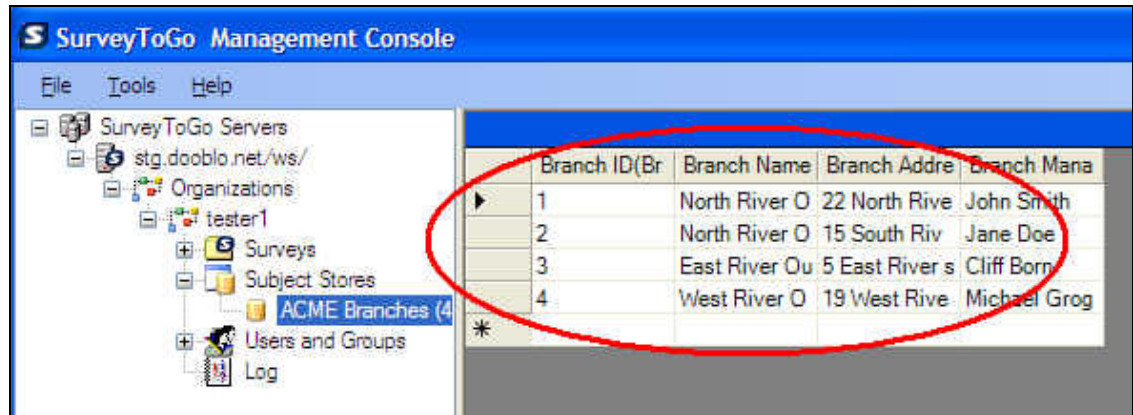 SurveyToGo Management Console
File Tools Help
SurveyToGo Servers
stg.dooblo.net/ws/
Organizations
tester1
Surveys
Subject Stores
ACME Branches (4
Users and Groups
Log
Branch ID(Br Branch Name Branch Addre Branch Mana
1 North River O 22 North Rive John Smith
2 North River O 15 South Riv Jane Doe
3 East River Ou 5 East River s Cliff Born
4 West River O 19 West Rive Michael Grog